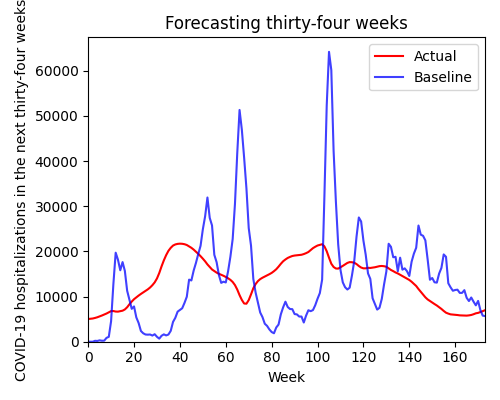 Forecasting thirty-four weeks
Actual
Baseline
COVID-19 hospitalizations in the next thirty-four weeks
60000
50000
40000
30000
20000
10000
0
0 20 40 60 80 100 120 140 160
Week